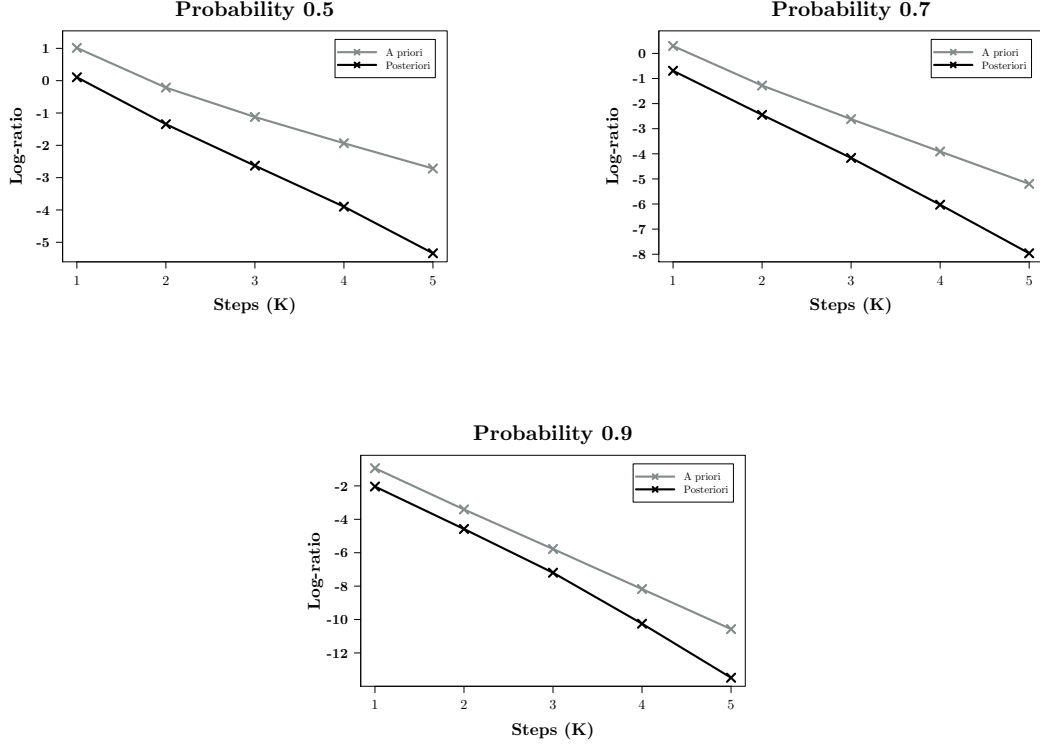 Probability 0.5
Log-ratio
1
0
-1
-2
-3
-4
-5
A priori
Posteriori
1 2 3 4 5
Steps (K)
Probability 0.7
Log-ratio
0
-1
-2
-3
-4
-5
-6
-7
-8
A priori
Posteriori
1 2 3 4 5
Steps (K)
Probability 0.9
Log-ratio
-2
-4
-6
-8
-10
-12
A priori
Posteriori
1 2 3 4 5
Steps (K)